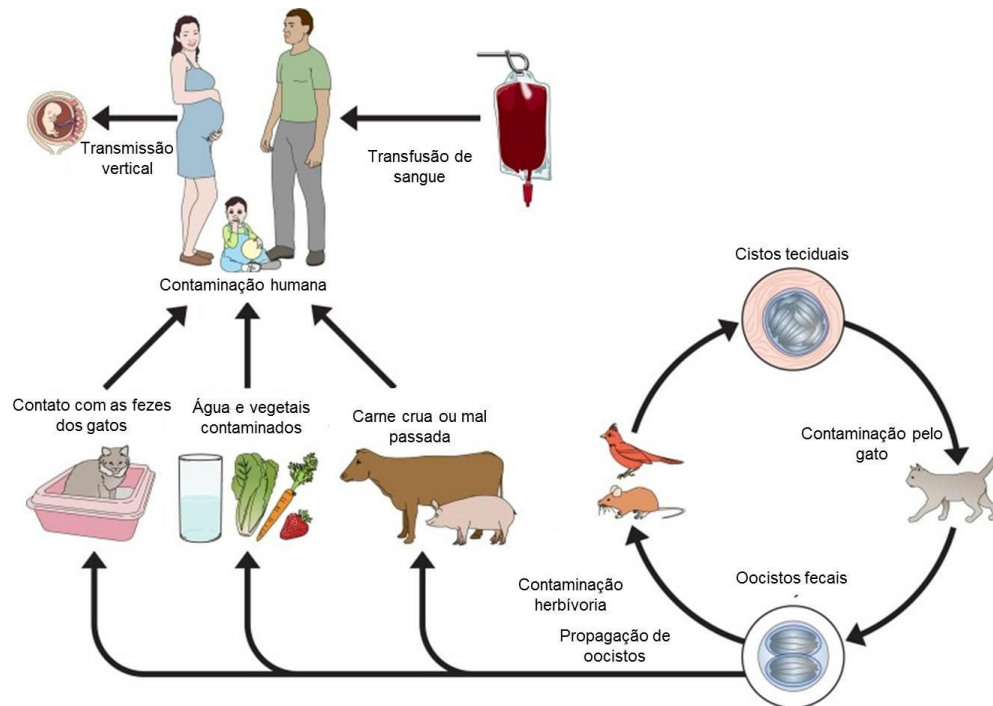 Transmissão
vertical
Transfusão de
sangue
Contaminação humana
Cistos teciduais
Contato com as fezes
dos gatos
Água e vegetais
contaminados
Carne crua ou mal
passada
Contaminação pelo
gato
Contaminação
herbívoria
Oocistos fecais
Propagação de
oocistos